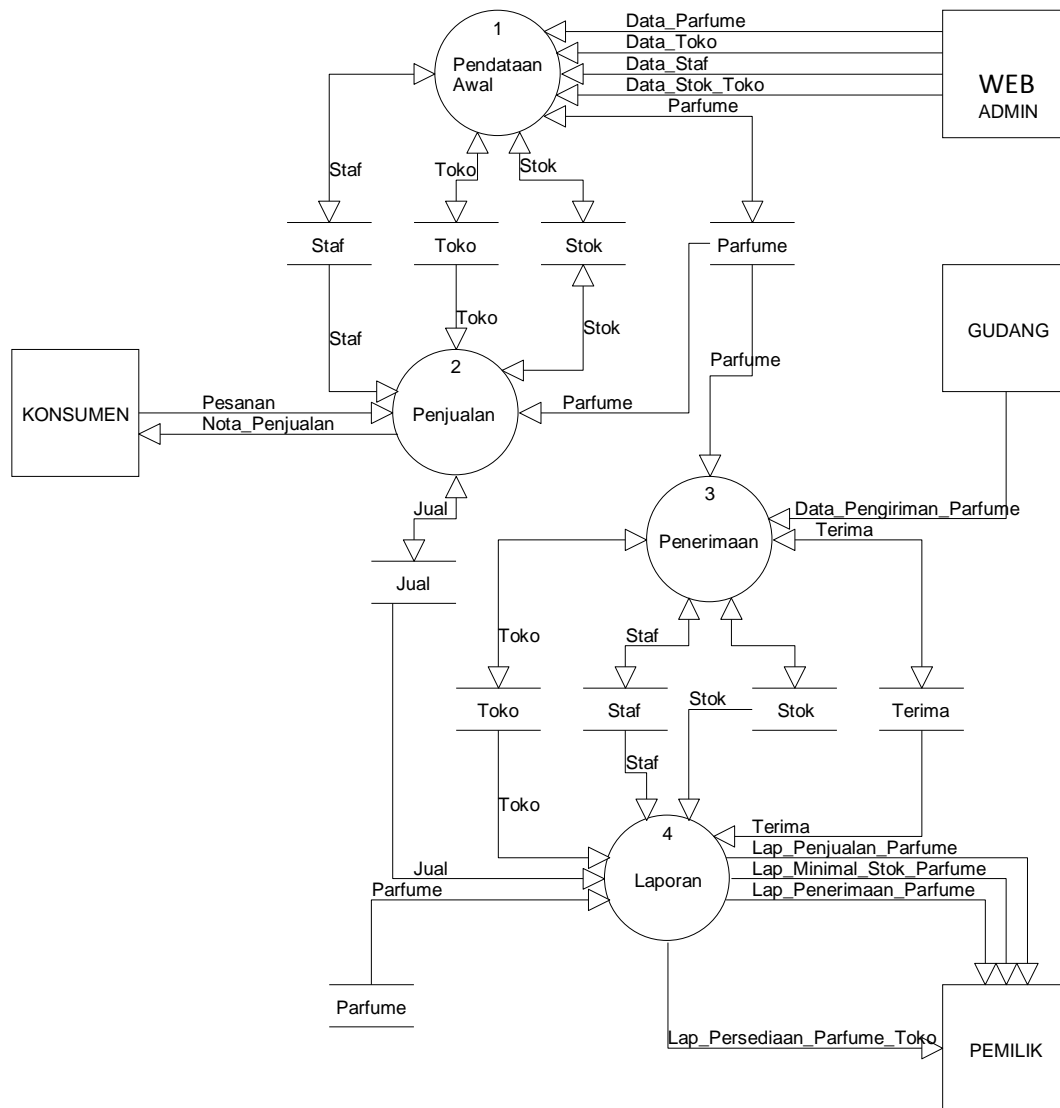 Data_Parfume
1
Data_Toko
Pendataan
Awal
Data_Staf
Data_Stok_Toko
Parfume
WEB
ADMIN
Staf
Toko
Stok
Staf
Toko
Stok
Parfume
Staf
Toko
Stok
Parfume
GUDANG
KONSUMEN
Pesanan
Nota_Penjualan
2
Penjualan
Parfume
Jual
3
Penerimaan
Data_Pengiriman_Parfume
Terima
Jual
Toko
Staf
Toko
Staf
Stok
Stok
Terima
Toko
Staf
4
Laporan
Terima
Lap_Penjualan_Parfume
Lap_Minimal_Stok_Parfume
Lap_Penerimaan_Parfume
Jual
Parfume
Parfume
Lap_Persediaan_Parfume_Toko
PEMILIK